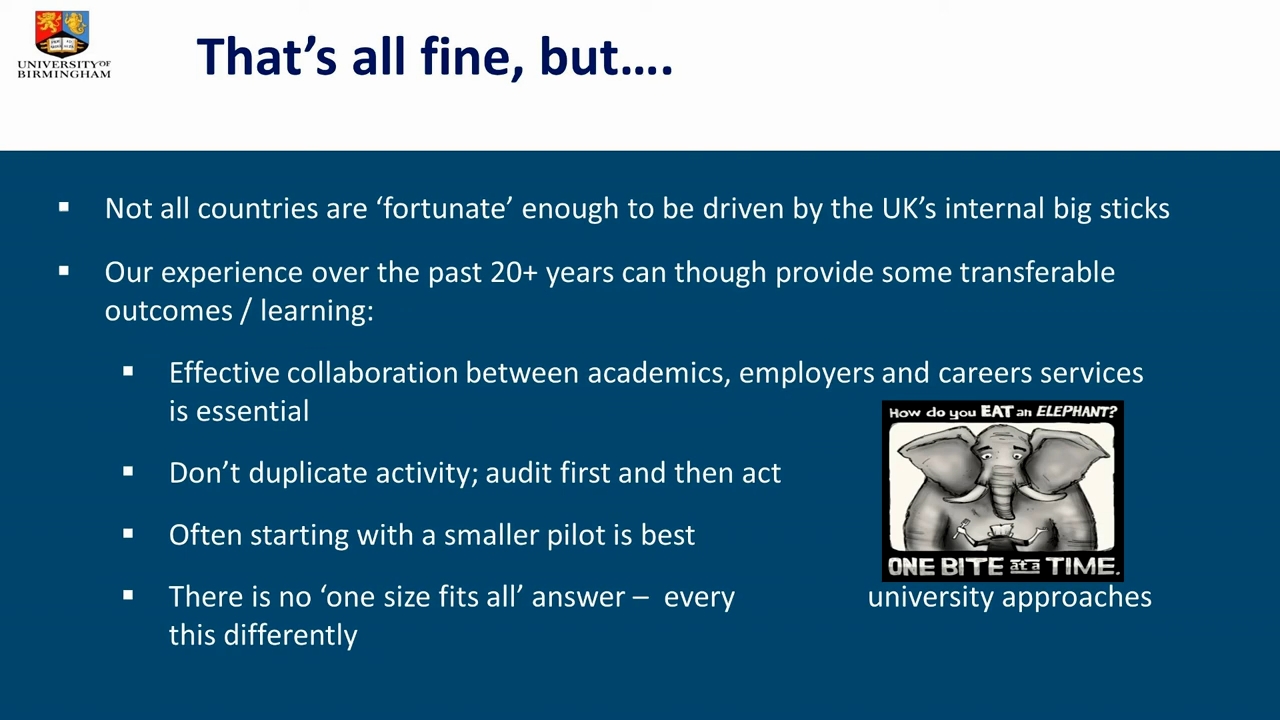 UNIVERSITYOF
BIRMINGHAM
That’s all fine, but….
▪ Not all countries are ‘fortunate’ enough to be driven by the UK’s internal big sticks
▪ Our experience over the past 20+ years can though provide some transferable
outcomes / learning:
▪ Effective collaboration between academics, employers and careers services
is essential
▪ Don’t duplicate activity; audit first and then act
▪ Often starting with a smaller pilot is best
▪ There is no ‘one size fits all’ answer – every university approaches
this differently
How do you EAT an ELEPHANT?
ONE BITE at a TIME.